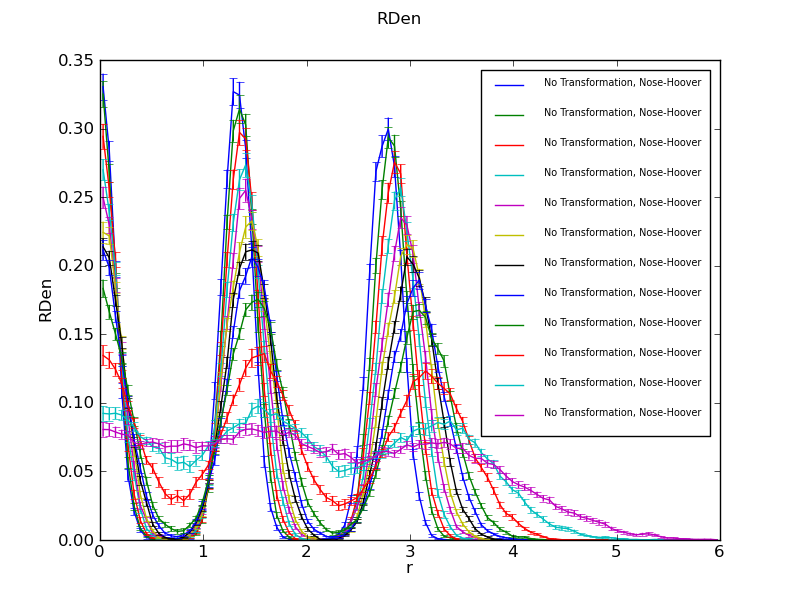 RDen
0.35
0.30
0.25
0.20
0.15
0.10
0.05
0.00
RDen
0
1
2
3
4
5
6
r
No Transformation, Nose-Hoover
No Transformation, Nose-Hoover
No Transformation, Nose-Hoover
No Transformation, Nose-Hoover
No Transformation, Nose-Hoover
No Transformation, Nose-Hoover
No Transformation, Nose-Hoover
No Transformation, Nose-Hoover
No Transformation, Nose-Hoover
No Transformation, Nose-Hoover
No Transformation, Nose-Hoover
No Transformation, Nose-Hoover